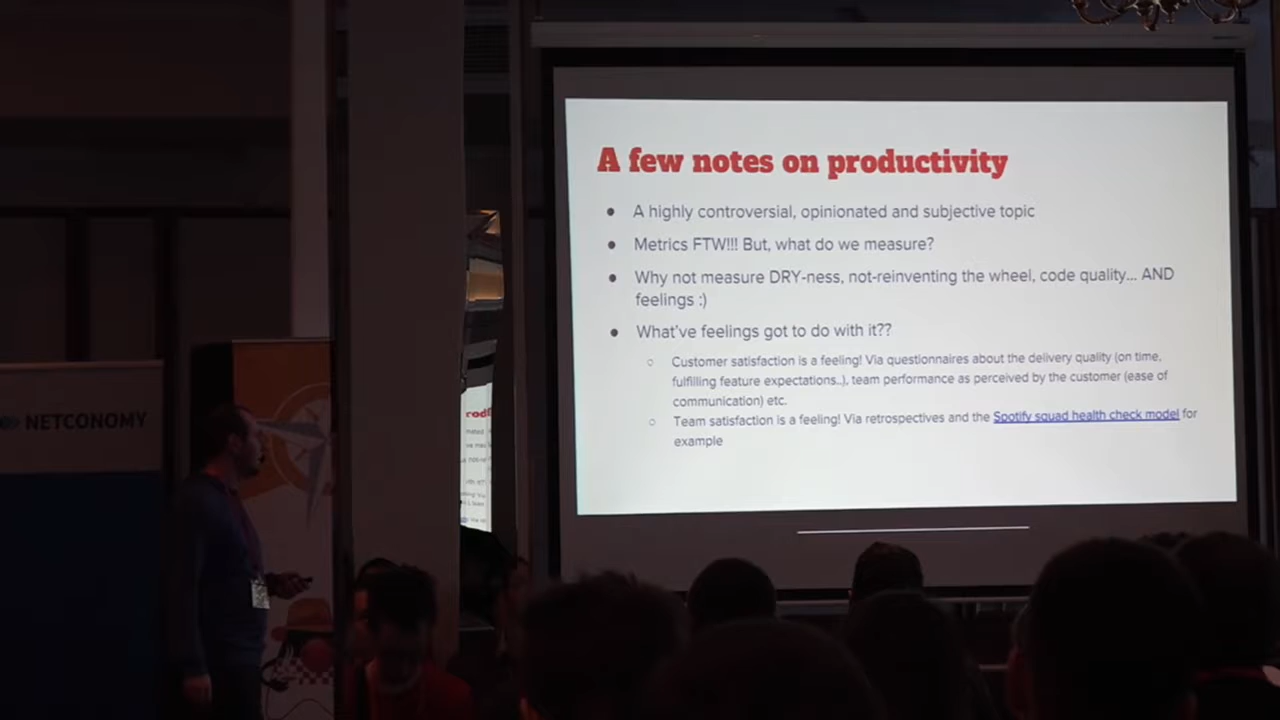 A few notes on productivity
● A highly controversial, opinionated and subjective topic
● Metrics FTW!!! But, what do we measure?
● Why not measure DRY-ness, not-reinventing the wheel, code quality... AND
feelings :)
● What've feelings got to do with it??
○ Customer satisfaction is a feeling! Via questionnaires about the delivery quality (on time,
fulfilling feature expectations..), team performance as perceived by the customer (ease of
communication) etc.
○ Team satisfaction is a feeling! Via retrospectives and the Spotify squad health check model for
example
NETCONOMY